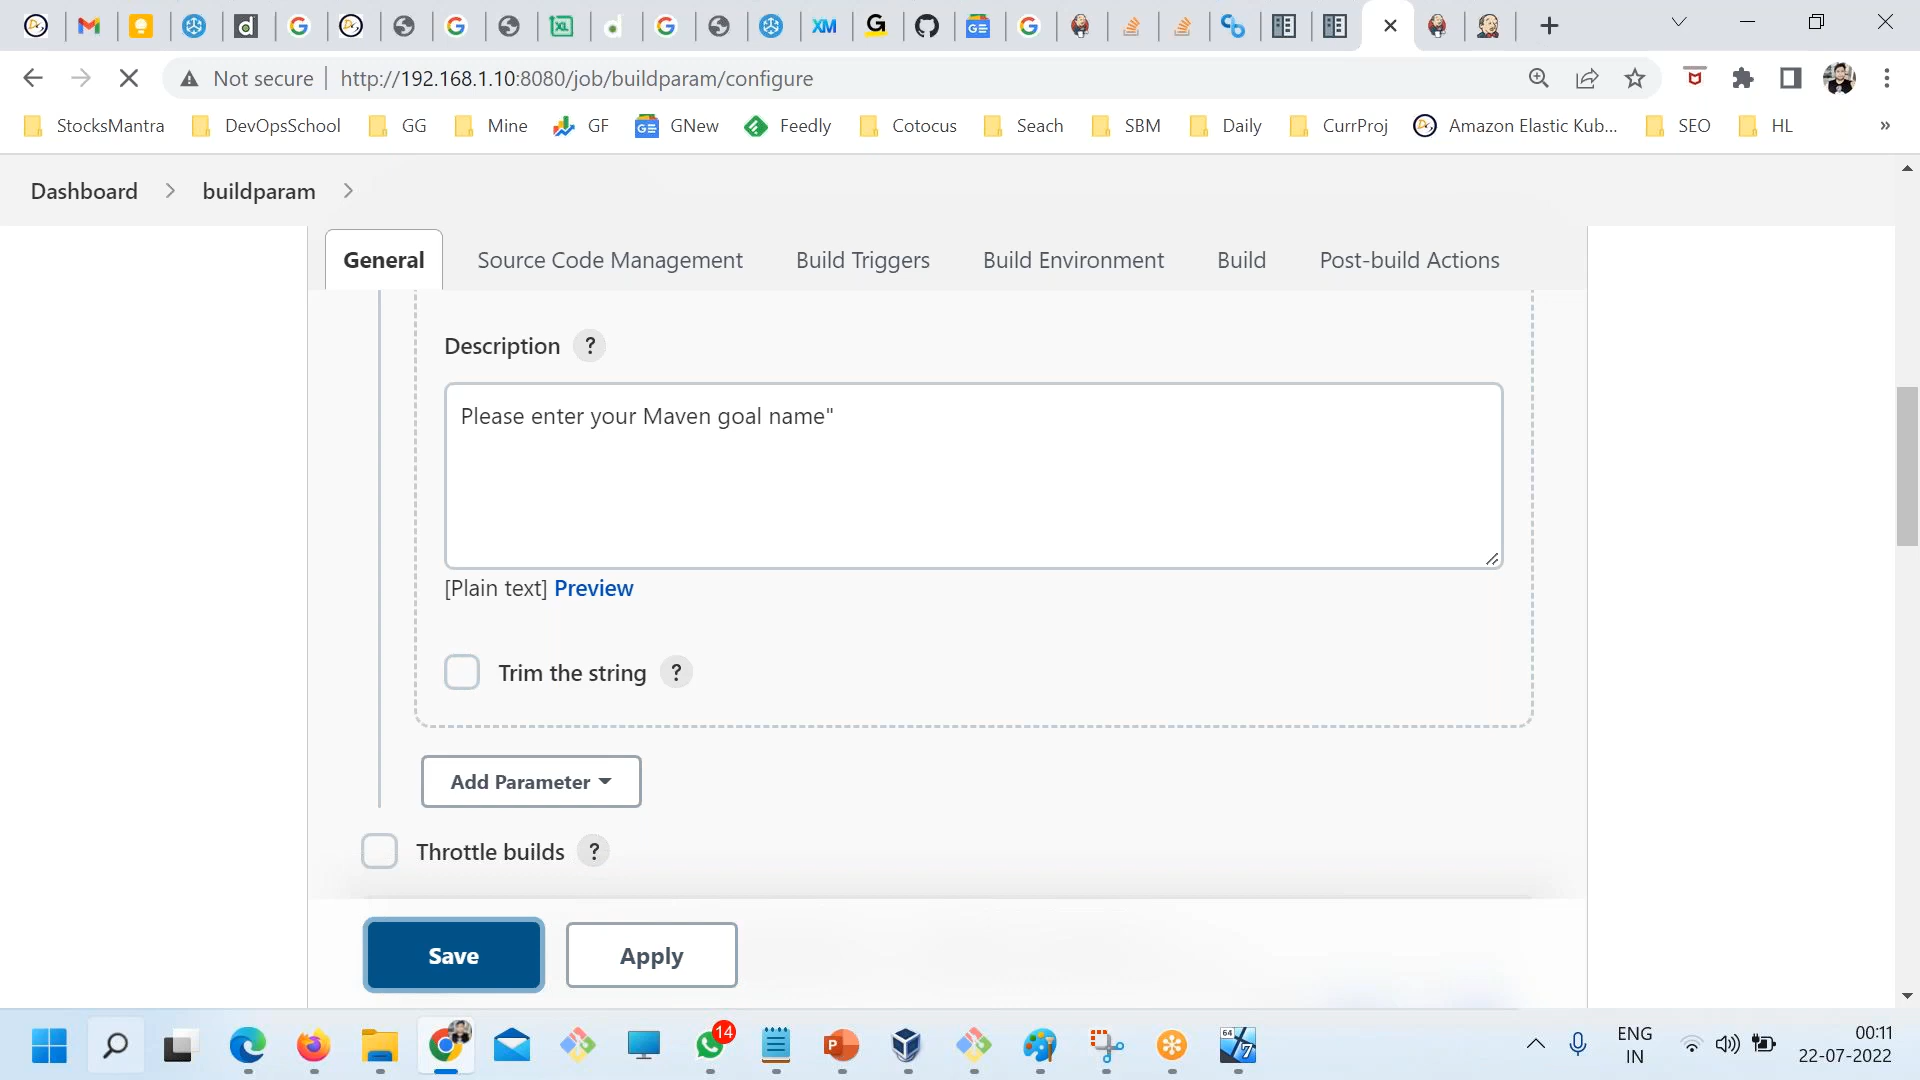 Not secure
http://192.168.1.10:8080/job/buildparam/configure
StocksMantra
DevOpsSchool
GG
Mine
GF
GNew
Feedly
Cotocus
Seach
SBM
Daily
CurrProj
Amazon Elastic Kub...
SEO
HL
»
Dashboard
buildparam
General
Source Code Management
Build Triggers
Build Environment
Build
Post-build Actions
Description ?
Please enter your Maven goal name"
[Plain text] Preview
Trim the string ?
Add Parameter
Throttle builds ?
Save
Apply
14
ENG
IN
00:11
22-07-2022